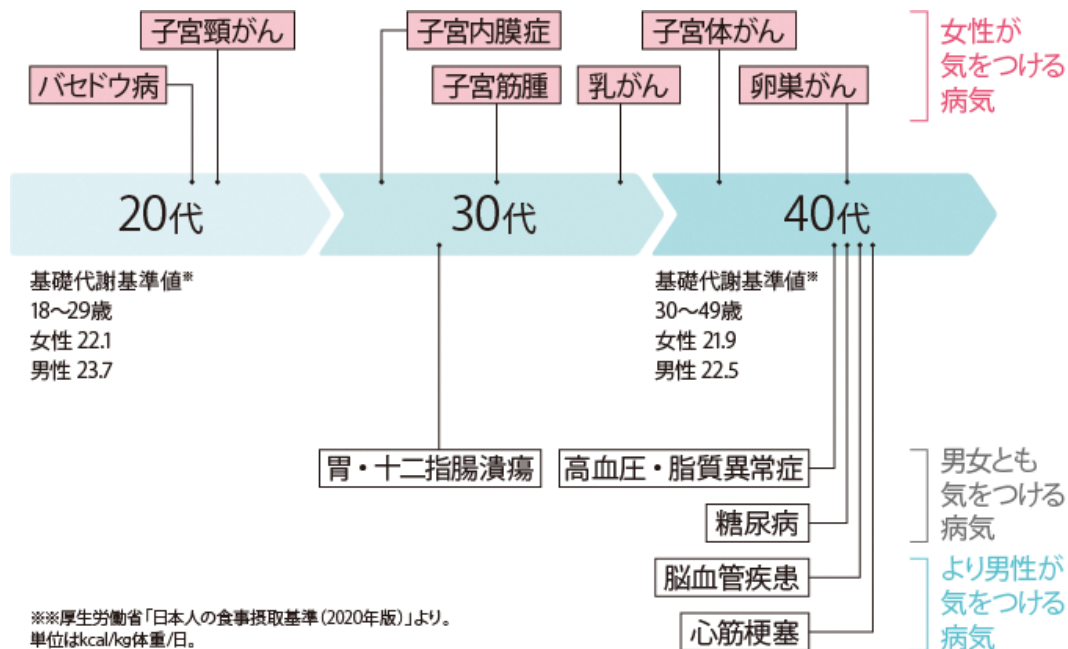 子宮頸がん
子宮内膜症
子宮体がん
女性が
気をつける
病気
バセドウ病
子宮筋腫
乳がん
卵巣がん
20代
30代
40代
基礎代謝基準値※
18〜29歳
女性 22.1
男性 23.7
基礎代謝基準値※
30〜49歳
女性 21.9
男性 22.5
胃・十二指腸潰瘍
高血圧・脂質異常症
糖尿病
男女とも
気をつける
病気
脳血管疾患
心筋梗塞
より男性が
気をつける
病気
※※厚生労働省「日本人の食事摂取基準(2020年版)」より。
単位はkcal/kg体重/日。